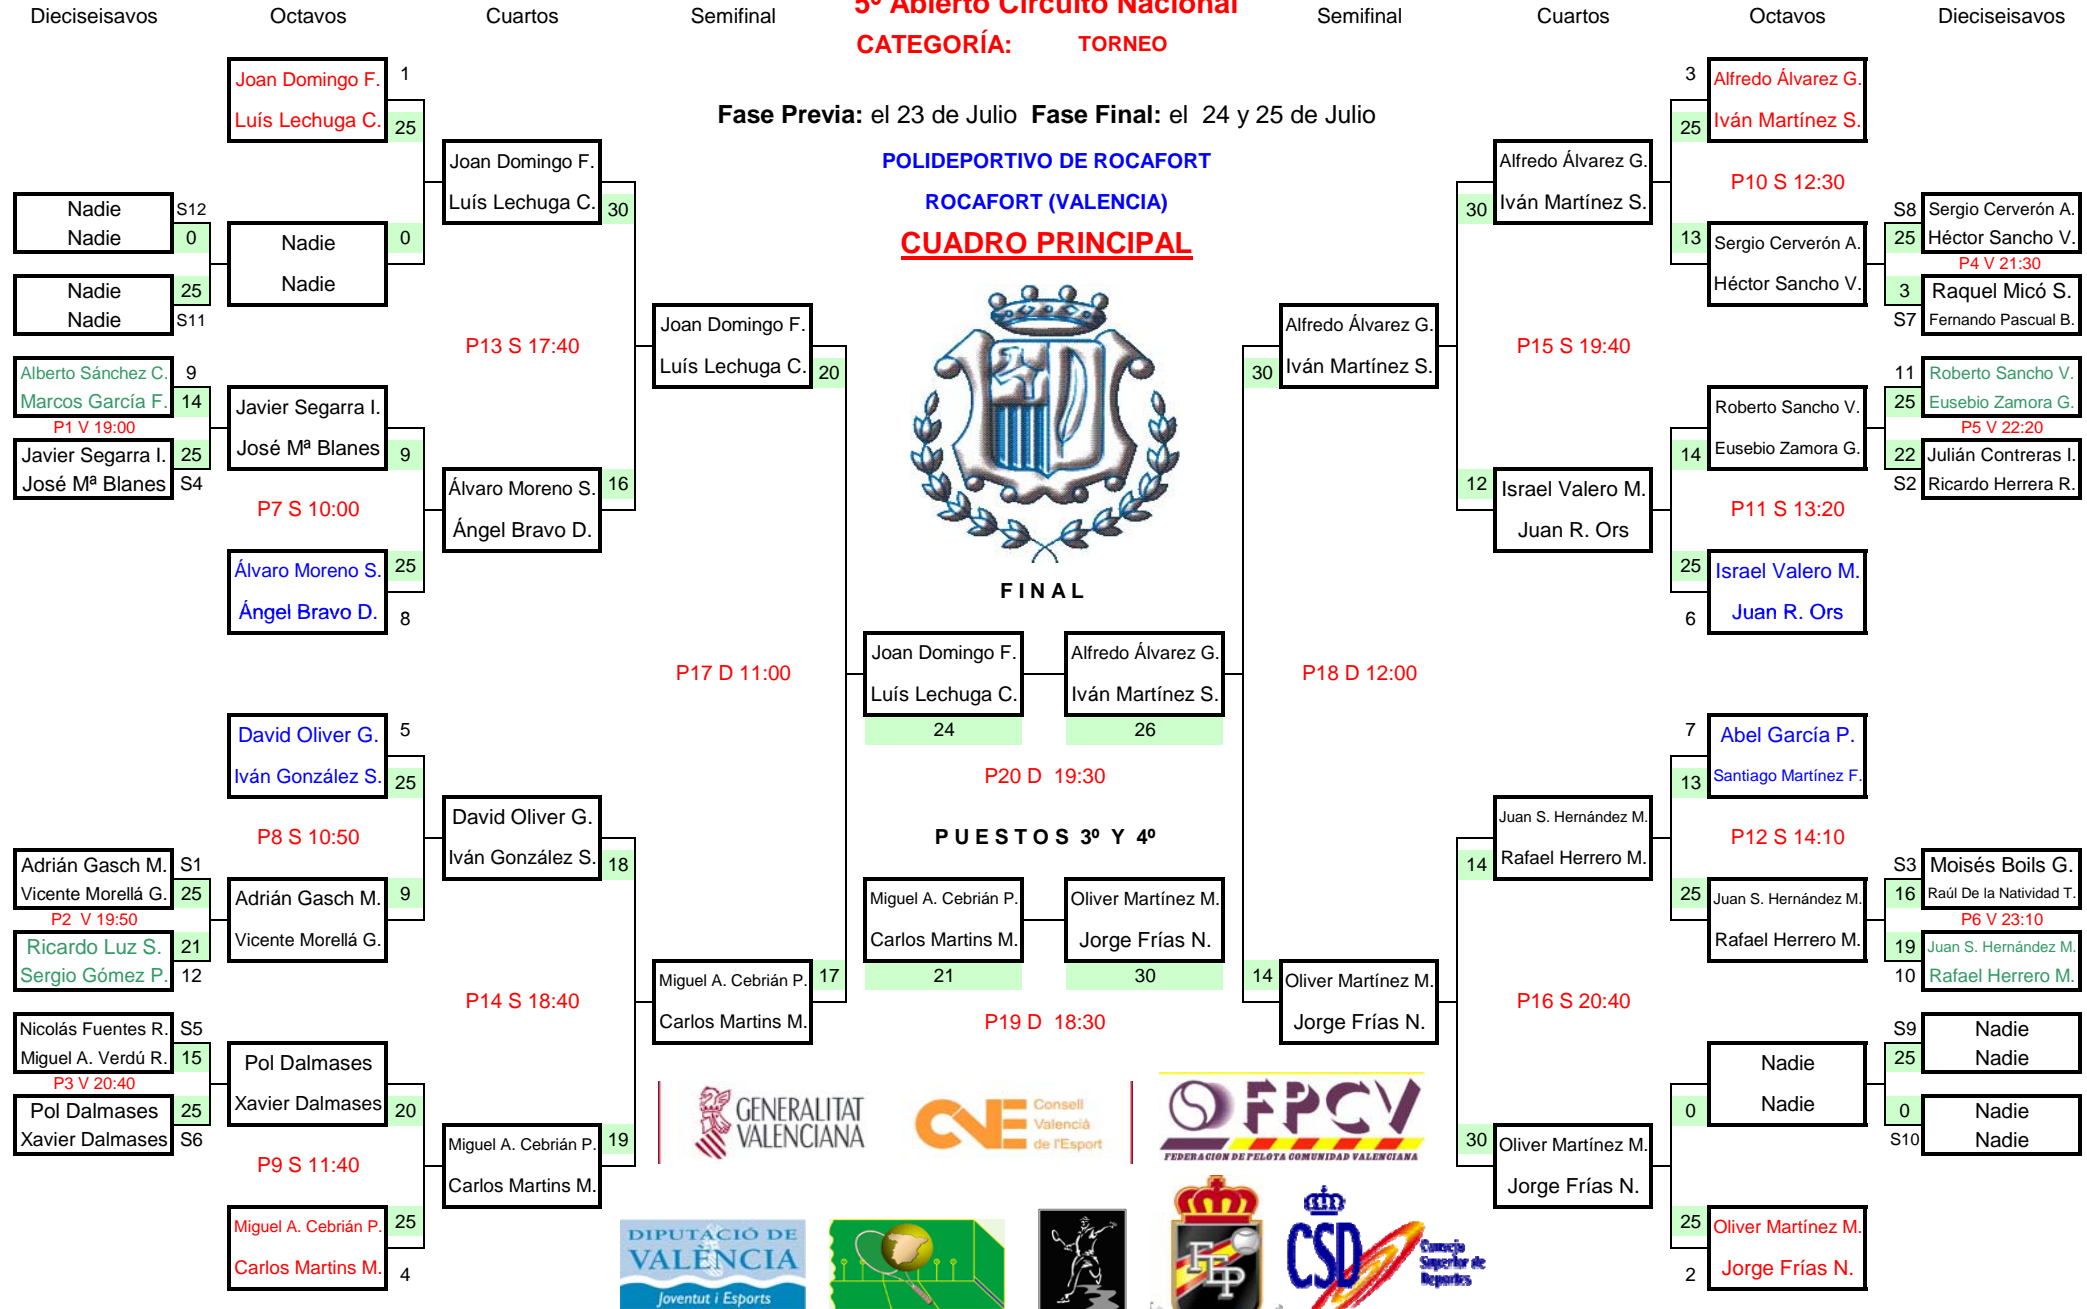 5º Abierto Circuito Nacional
Dieciseisavos Octavos Cuartos Semifinal Semifinal Cuartos Octavos Dieciseisavos
CATEGORÍA: TORNEO
Fase Previa: el 23 de Julio Fase Final: el 24 y 25 de Julio
POLIDEPORTIVO DE ROCAFORT
ROCAFORT (VALENCIA)
CUADRO PRINCIPAL
Nadie S12
Nadie 0
Nadie 25
Nadie S11
Alberto Sánchez C. 9
Marcos García F. 14
P1 V 19:00
Javier Segarra I. 25
José Mª Blanes S4
Adrián Gasch M. S1
Vicente Morellá G. 25
P2 V 19:50
Ricardo Luz S. 21
Sergio Gómez P. 12
Nicolás Fuentes R. S5
Miguel A. Verdú R. 15
P3 V 20:40
Pol Dalmases 25
Xavier Dalmases S6
Joan Domingo F. 1
Luís Lechuga C. 25
Nadie 0
Nadie
Javier Segarra I.
José Mª Blanes 9
P7 S 10:00
Álvaro Moreno S. 25
Ángel Bravo D. 8
David Oliver G. 5
Iván González S. 25
P8 S 10:50
Adrián Gasch M. 9
Vicente Morellá G.
Pol Dalmases
Xavier Dalmases 20
P9 S 11:40
Miguel A. Cebrián P. 25
Carlos Martins M. 4
Joan Domingo F.
Luís Lechuga C. 30
P13 S 17:40
Álvaro Moreno S. 16
Ángel Bravo D.
David Oliver G.
Iván González S. 18
P14 S 18:40
Miguel A. Cebrián P. 19
Carlos Martins M.
Joan Domingo F.
Luís Lechuga C. 20
P17 D 11:00
Miguel A. Cebrián P. 17
Carlos Martins M.
FINAL
Joan Domingo F. Alfredo Álvarez G.
Luís Lechuga C. Iván Martínez S.
24 26
P20 D 19:30
PUESTOS 3º Y 4º
Miguel A. Cebrián P. Oliver Martínez M.
Carlos Martins M. Jorge Frías N.
21 30
P19 D 18:30
Alfredo Álvarez G.
30 Iván Martínez S.
P18 D 12:00
14 Oliver Martínez M.
Jorge Frías N.
Alfredo Álvarez G.
30 Iván Martínez S.
P15 S 19:40
12 Israel Valero M.
Juan R. Ors
Juan S. Hernández M.
14 Rafael Herrero M.
P16 S 20:40
30 Oliver Martínez M.
Jorge Frías N.
3 Alfredo Álvarez G.
25 Iván Martínez S.
P10 S 12:30
13 Sergio Cerverón A.
Héctor Sancho V.
Roberto Sancho V.
14 Eusebio Zamora G.
P11 S 13:20
25 Israel Valero M.
6 Juan R. Ors
7 Abel García P.
13 Santiago Martínez F.
P12 S 14:10
25 Juan S. Hernández M.
Rafael Herrero M.
Nadie
0 Nadie
25 Oliver Martínez M.
2 Jorge Frías N.
S8 Sergio Cerverón A.
25 Héctor Sancho V.
P4 V 21:30
3 Raquel Micó S.
S7 Fernando Pascual B.
11 Roberto Sancho V.
25 Eusebio Zamora G.
P5 V 22:20
22 Julián Contreras I.
S2 Ricardo Herrera R.
S3 Moisés Boils G.
16 Raúl De la Natividad T.
P6 V 23:10
19 Juan S. Hernández M.
10 Rafael Herrero M.
S9 Nadie
25 Nadie
0 Nadie
S10 Nadie
GENERALITAT
VALENCIANA
CVE
Consell
Valencià
de l'Esport
FPCV
FEDERACION DE PELOTA COMUNIDAD VALENCIANA
DIPUTACIÓ DE
VALÈNCIA
Joventut i Esports
FEP
CSD
Consejo
Superior de
Deportes